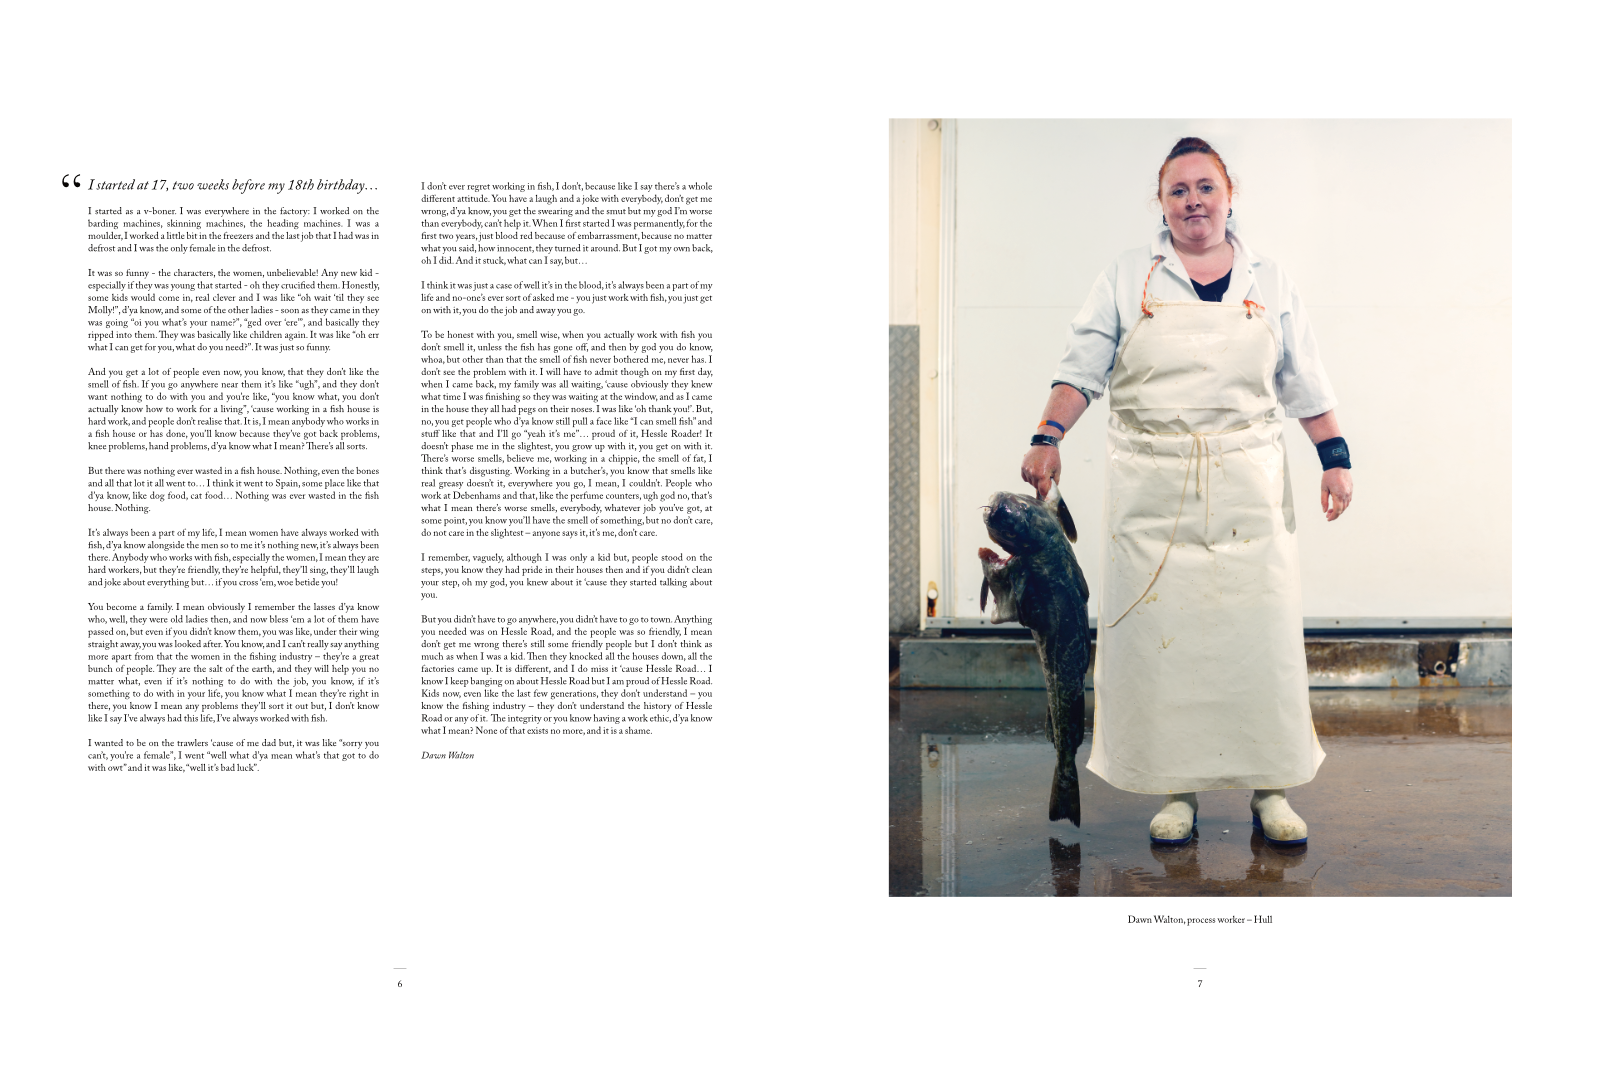 “ I started at 17, two weeks before my 18th birthday…
I started as a v-boner. I was everywhere in the factory: I worked on the
barding machines, skinning machines, the heading machines. I was a
moulder, I worked a little bit in the freezers and the last job that I had was in
defrost and I was the only female in the defrost.
It was so funny - the characters, the women, unbelievable! Any new kid -
especially if they was young that started - oh they crucified them. Honestly,
some kids would come in, real clever and I was like “oh wait ‘til they see
Molly!”, d’ya know, and some of the other ladies - soon as they came in they
was going “oi you what’s your name?”, “ged over ‘ere””, and basically they
ripped into them. They was basically like children again. It was like “oh err
what I can get for you, what do you need?”. It was just so funny.
And you get a lot of people even now, you know, that they don’t like the
smell of fish. If you go anywhere near them it’s like “ugh”, and they don’t
want nothing to do with you and you’re like, “you know what, you don’t
actually know how to work for a living”, ‘cause working in a fish house is
hard work, and people don’t realise that. It is, I mean anybody who works in
a fish house or has done, you’ll know because they’ve got back problems,
knee problems, hand problems, d’ya know what I mean? There’s all sorts.
But there was nothing ever wasted in a fish house. Nothing, even the bones
and all that lot it all went to… I think it went to Spain, some place like that
d’ya know, like dog food, cat food… Nothing was ever wasted in the fish
house. Nothing.
It’s always been a part of my life, I mean women have always worked with
fish, d’ya know alongside the men so to me it’s nothing new, it’s always been
there. Anybody who works with fish, especially the women, I mean they are
hard workers, but they’re friendly, they’re helpful, they’ll sing, they’ll laugh
and joke about everything but… if you cross ‘em, woe betide you!
You become a family. I mean obviously I remember the lasses d’ya know
who, well, they were old ladies then, and now bless ‘em a lot of them have
passed on, but even if you didn’t know them, you was like, under their wing
straight away, you was looked after. You know, and I can’t really say anything
more apart from that the women in the fishing industry – they’re a great
bunch of people. They are the salt of the earth, and they will help you no
matter what, even if it’s nothing to do with the job, you know, if it’s
something to do with in your life, you know what I mean they’re right in
there, you know I mean any problems they’ll sort it out but, I don’t know
like I say I’ve always had this life, I’ve always worked with fish.
I wanted to be on the trawlers ‘cause of me dad but, it was like “sorry you
can’t, you’re a female”, I went “well what d’ya mean what’s that got to do
with owt” and it was like, “well it’s bad luck”.
I don’t ever regret working in fish, I don’t, because like I say there’s a whole
different attitude. You have a laugh and a joke with everybody, don’t get me
wrong, d’ya know, you get the swearing and the smut but my god I’m worse
than everybody, can’t help it. When I first started I was permanently, for the
first two years, just blood red because of embarrassment, because no matter
what you said, how innocent, they turned it around. But I got my own back,
oh I did. And it stuck, what can I say, but…
I think it was just a case of well it’s in the blood, it’s always been a part of my
life and no-one’s ever sort of asked me - you just work with fish, you just get
on with it, you do the job and away you go.
To be honest with you, smell wise, when you actually work with fish you
don’t smell it, unless the fish has gone off, and then by god you do know,
whoa, but other than that the smell of fish never bothered me, never has. I
don’t see the problem with it. I will have to admit though on my first day,
when I came back, my family was all waiting, ‘cause obviously they knew
what time I was finishing so they was waiting at the window, and as I came
in the house they all had pegs on their noses. I was like ‘oh thank you!’. But,
no, you get people who d’ya know still pull a face like “I can smell fish” and
stuff like that and I’ll go “yeah it’s me”… proud of it, Hessle Roader! It
doesn’t phase me in the slightest, you grow up with it, you get on with it.
There’s worse smells, believe me, working in a chippie, the smell of fat, I
think that’s disgusting. Working in a butcher’s, you know that smells like
real greasy doesn’t it, everywhere you go, I mean, I couldn’t. People who
work at Debenhams and that, like the perfume counters, ugh god no, that’s
what I mean there’s worse smells, everybody, whatever job you’ve got, at
some point, you know you’ll have the smell of something, but no don’t care,
do not care in the slightest – anyone says it, it’s me, don’t care.
I remember, vaguely, although I was only a kid but, people stood on the
steps, you know they had pride in their houses then and if you didn’t clean
your step, oh my god, you knew about it ‘cause they started talking about
you.
But you didn’t have to go anywhere, you didn’t have to go to town. Anything
you needed was on Hessle Road, and the people was so friendly, I mean
don’t get me wrong there’s still some friendly people but I don’t think as
much as when I was a kid. Then they knocked all the houses down, all the
factories came up. It is different, and I do miss it ‘cause Hessle Road… I
know I keep banging on about Hessle Road but I am proud of Hessle Road.
Kids now, even like the last few generations, they don’t understand – you
know the fishing industry – they don’t understand the history of Hessle
Road or any of it. The integrity or you know having a work ethic, d’ya know
what I mean? None of that exists no more, and it is a shame.
Dawn Walton
Dawn Walton, process worker – Hull
6
7